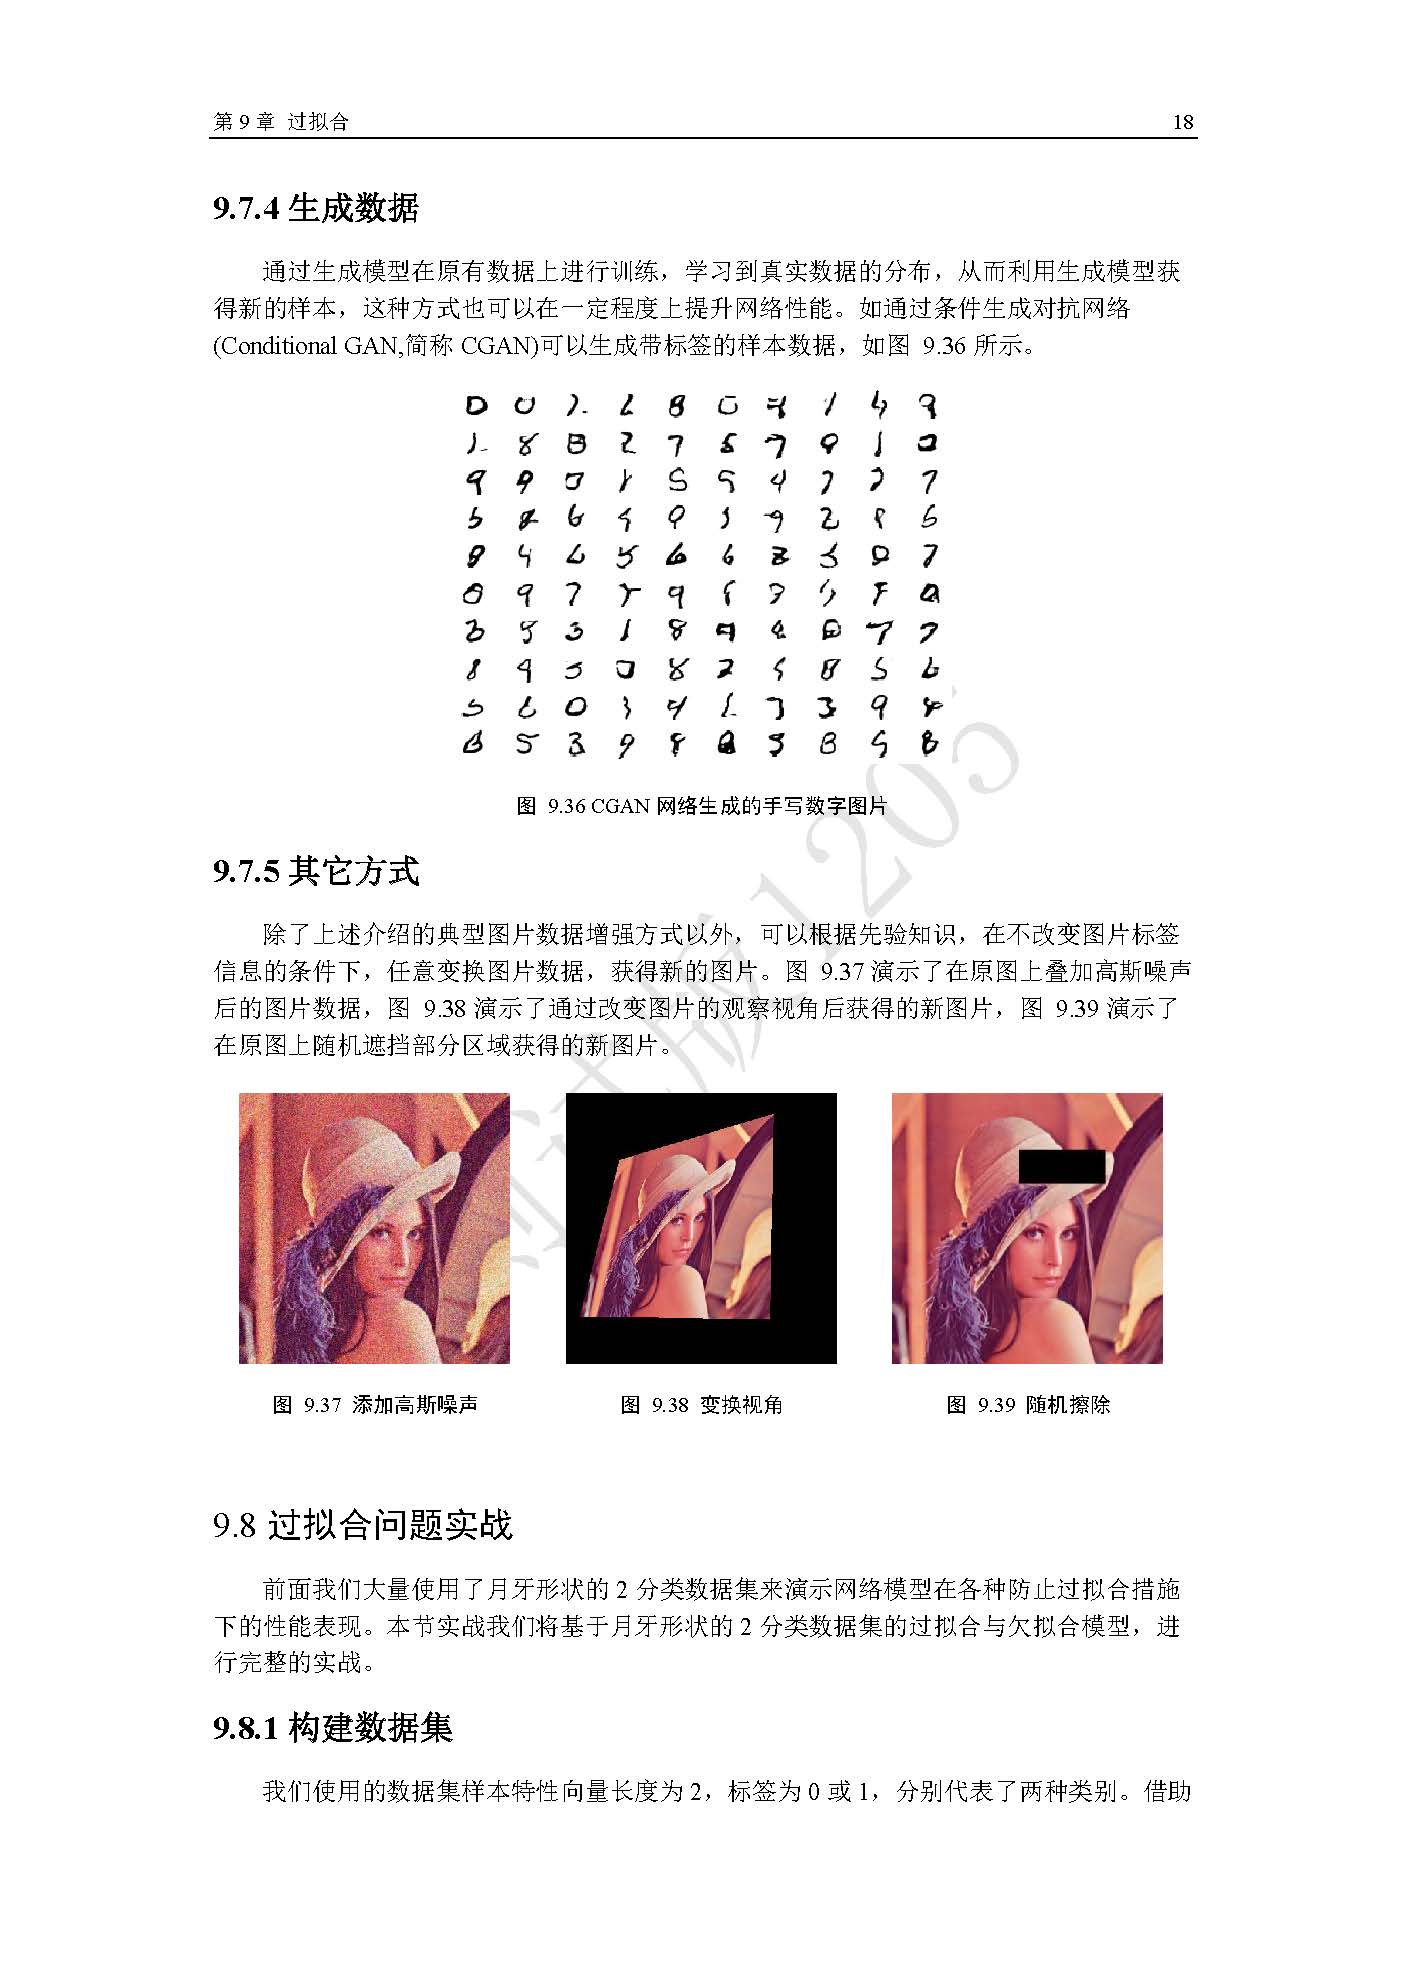 第 9 章 过拟合 18
9.7.4 生成数据
通过生成模型在原有数据上进行训练，学习到真实数据的分布，从而利用生成模型获
得新的样本，这种方式也可以在一定程度上提升网络性能。如通过条件生成对抗网络
(Conditional GAN,简称 CGAN)可以生成带标签的样本数据，如图 9.36 所示。
图 9.36 CGAN 网络生成的手写数字图片
9.7.5 其它方式
除了上述介绍的典型图片数据增强方式以外，可以根据先验知识，在不改变图片标签
信息的条件下，任意变换图片数据，获得新的图片。图 9.37 演示了在原图上叠加高斯噪声
后的图片数据，图 9.38 演示了通过改变图片的观察视角后获得的新图片，图 9.39 演示了
在原图上随机遮挡部分区域获得的新图片。
图 9.37 添加高斯噪声
图 9.38 变换视角
图 9.39 随机擦除
9.8 过拟合问题实战
前面我们大量使用了月牙形状的 2 分类数据集来演示网络模型在各种防止过拟合措施
下的性能表现。本节实战我们将基于月牙形状的 2 分类数据集的过拟合与欠拟合模型，进
行完整的实战。
9.8.1 构建数据集
我们使用的数据集样本特性向量长度为 2，标签为 0 或 1，分别代表了两种类别。借助